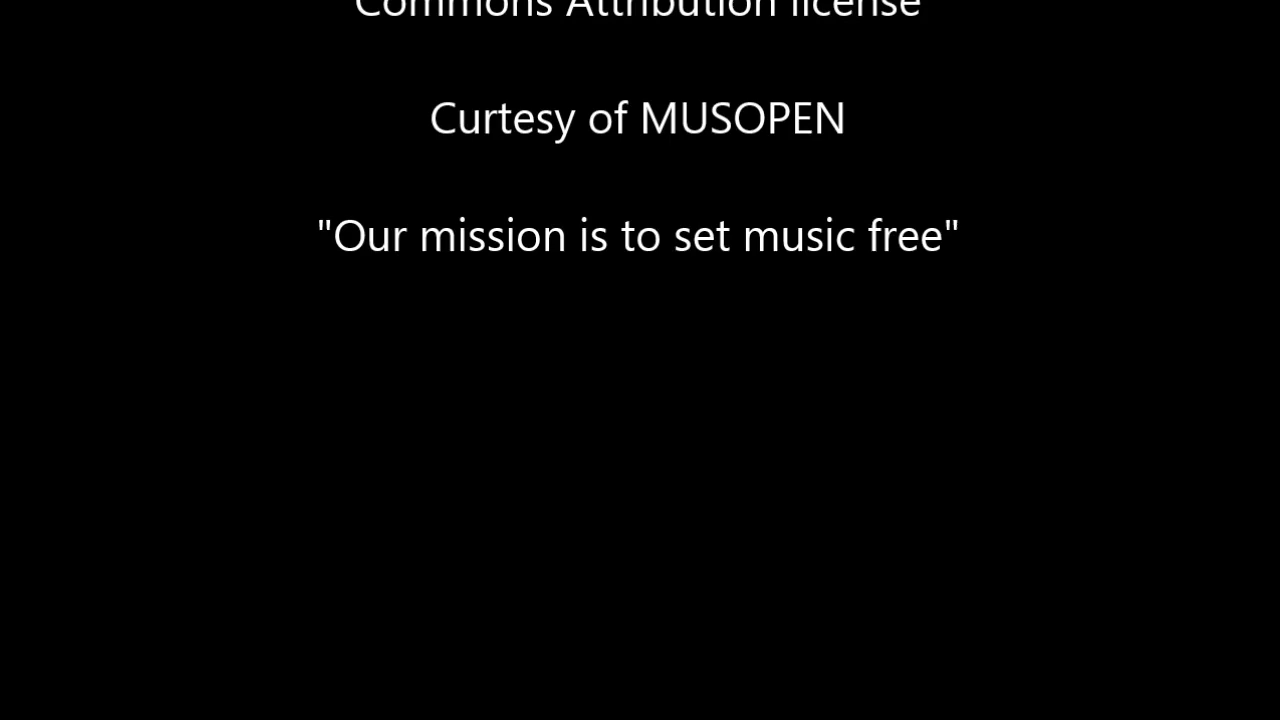 Commons Attribution license
Curtesy of MUSOPEN
"Our mission is to set music free"